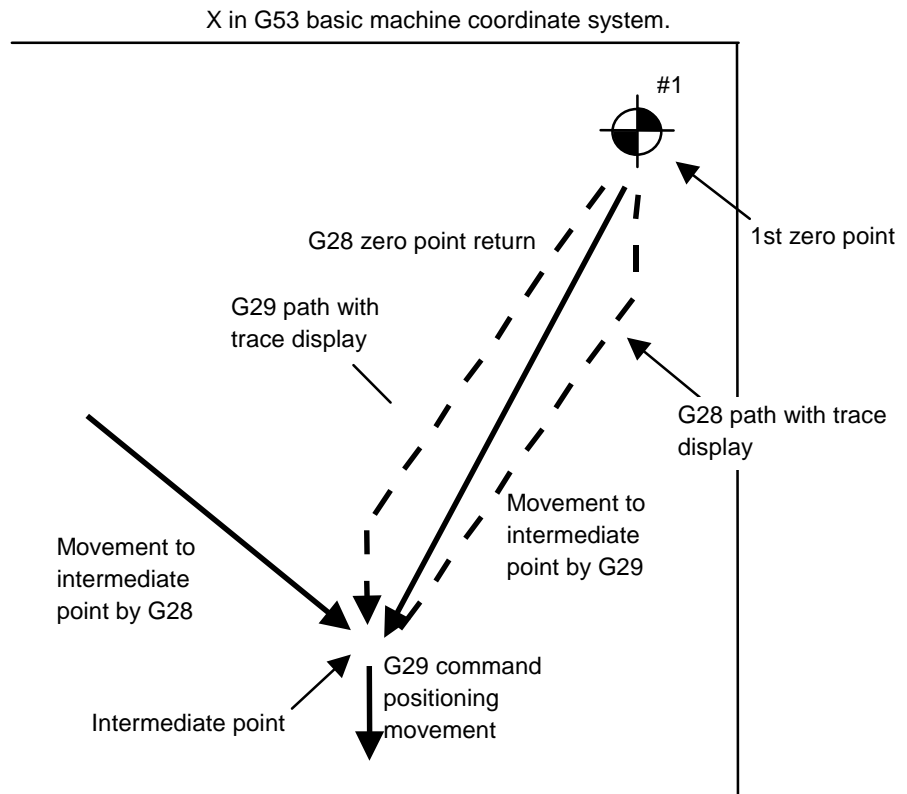 X in G53 basic machine coordinate system.
#1
1st zero point
G28 zero point return
G29 path with
trace display
G28 path with trace
display
Movement to
intermediate
point by G29
Movement to
intermediate
point by G28
G29 command
positioning
movement
Intermediate point